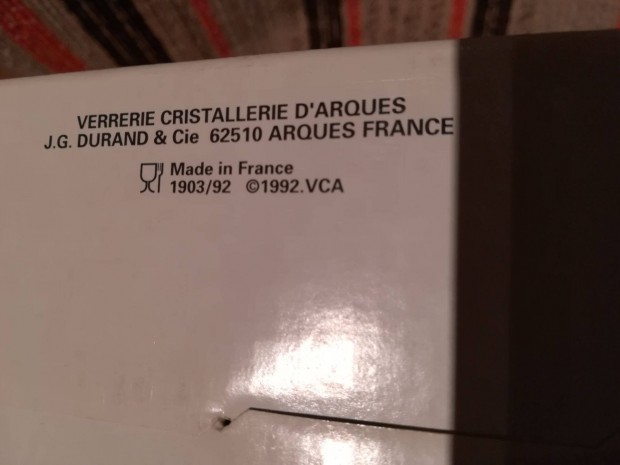 VERRERIE CRISTALLERIE D'ARQUES
J.G. DURAND & Cie 62510 ARQUES FRANCE
Made in France
1903/92 ©1992.VCA